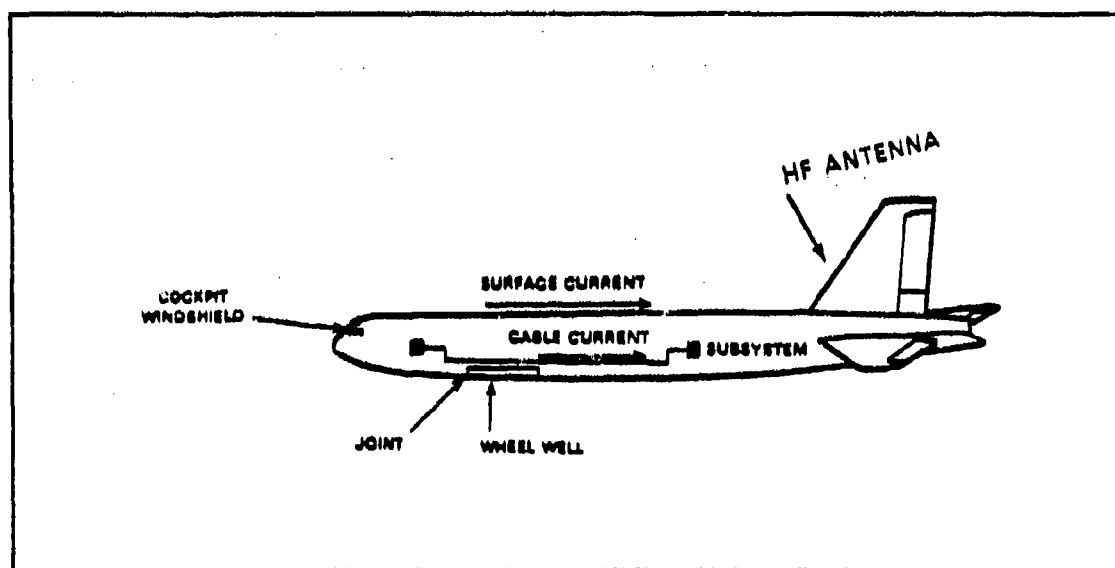 HF ANTENNA
SURFACE CURRENT
COCKPIT
WINDSHIELD
CABLE CURRENT
SUBSYSTEM
JOINT
WHEEL WELL